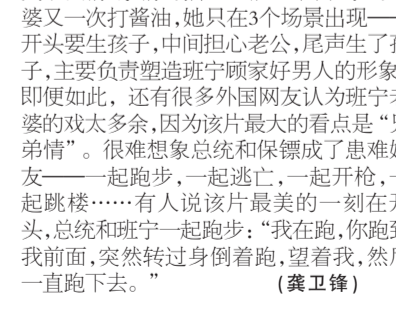 婆又一次打酱油，她只在3个场景出现——
开头要生孩子，中间担心老公，尾声生了孩
子，主要负责塑造班宁顾家好男人的形象
即便如此，还有很多外国网友认为班宁老
婆的戏太多余，因为该片最大的看点是“兄
弟情”。很难想象总统和保镖成了患难好
友——一起跑步，一起逃亡，一起开枪，一
起跳楼……有人说该片最美的一刻在开
头，总统和班宁一起跑步：“我在跑，你跑到
我前面，突然转过身倒着跑，望着我，然后
一直跑下去。”（龚卫锋）